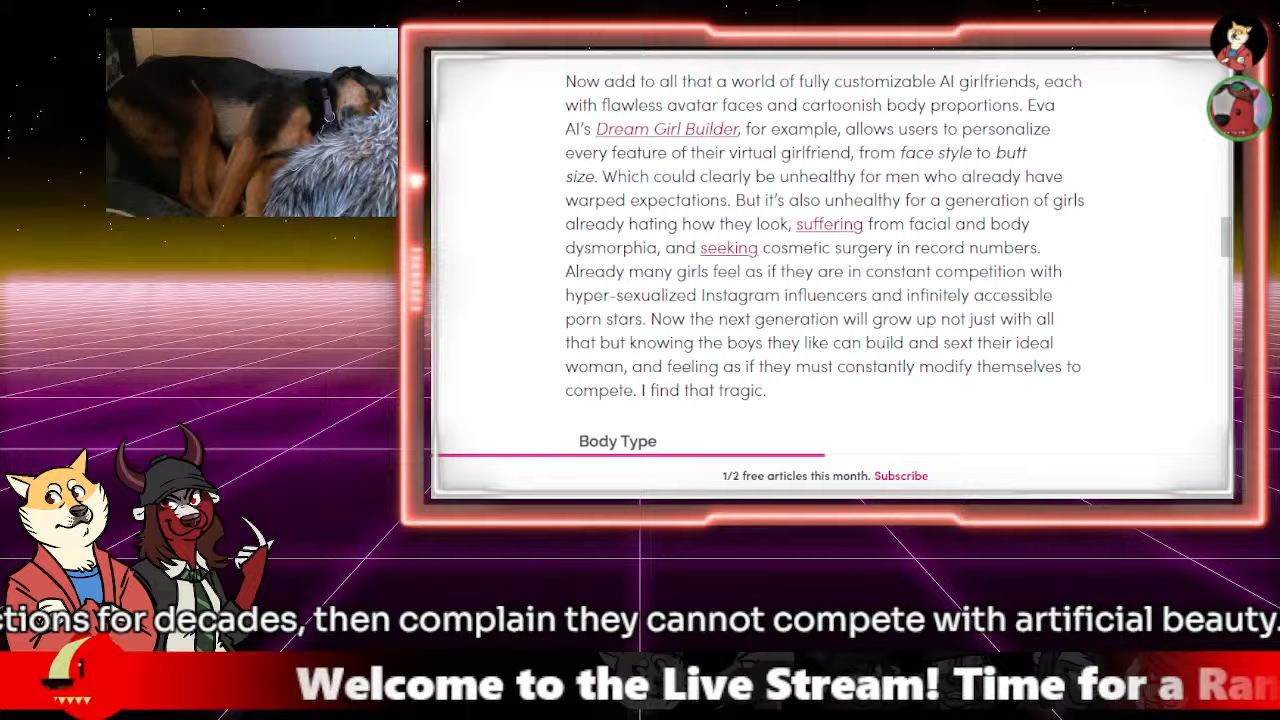 Now add to all that a world of fully customizable AI girlfriends, each
with flawless avatar faces and cartoonish body proportions. Eva
AI's Dream Girl Builder, for example, allows users to personalize
every feature of their virtual girlfriend, from face style to butt
size. Which could clearly be unhealthy for men who already have
warped expectations. But it's also unhealthy for a generation of girls
already hating how they look, suffering from facial and body
dysmorphia, and seeking cosmetic surgery in record numbers.
Already many girls feel as if they are in constant competition with
hyper-sexualized Instagram influencers and infinitely accessible
porn stars. Now the next generation will grow up not just with all
that but knowing the boys they like can build and sext their ideal
woman, and feeling as if they must constantly modify themselves to
compete. I find that tragic.
Body Type
1/2 free articles this month. Subscribe
ctions for decades, then complain they cannot compete with artificial beauty.
Welcome to the Live Stream! Time for a Ran